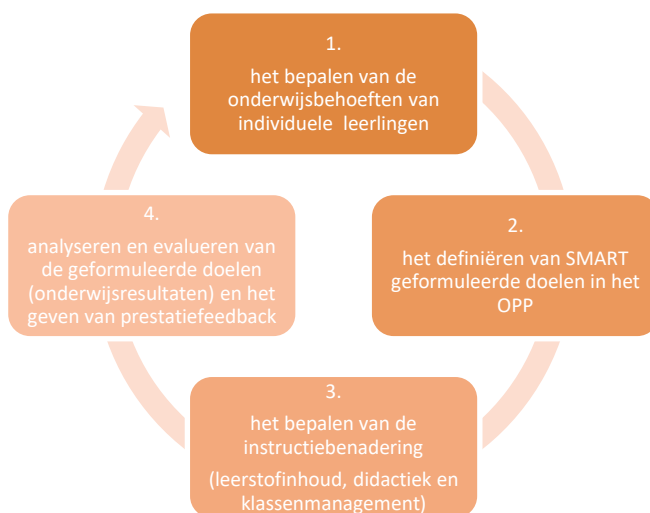 1.
het bepalen van de
onderwijsbehoeften van
individuele leerlingen
2.
het definiëren van SMART
geformuleerde doelen in het
OPP
3.
het bepalen van de
instructiebenadering
(leerstofinhoud, didactiek en
klassenmanagement)
4.
analyseren en evalueren van
de geformuleerde doelen
(onderwijsresultaten) en het
geven van prestatiefeedback